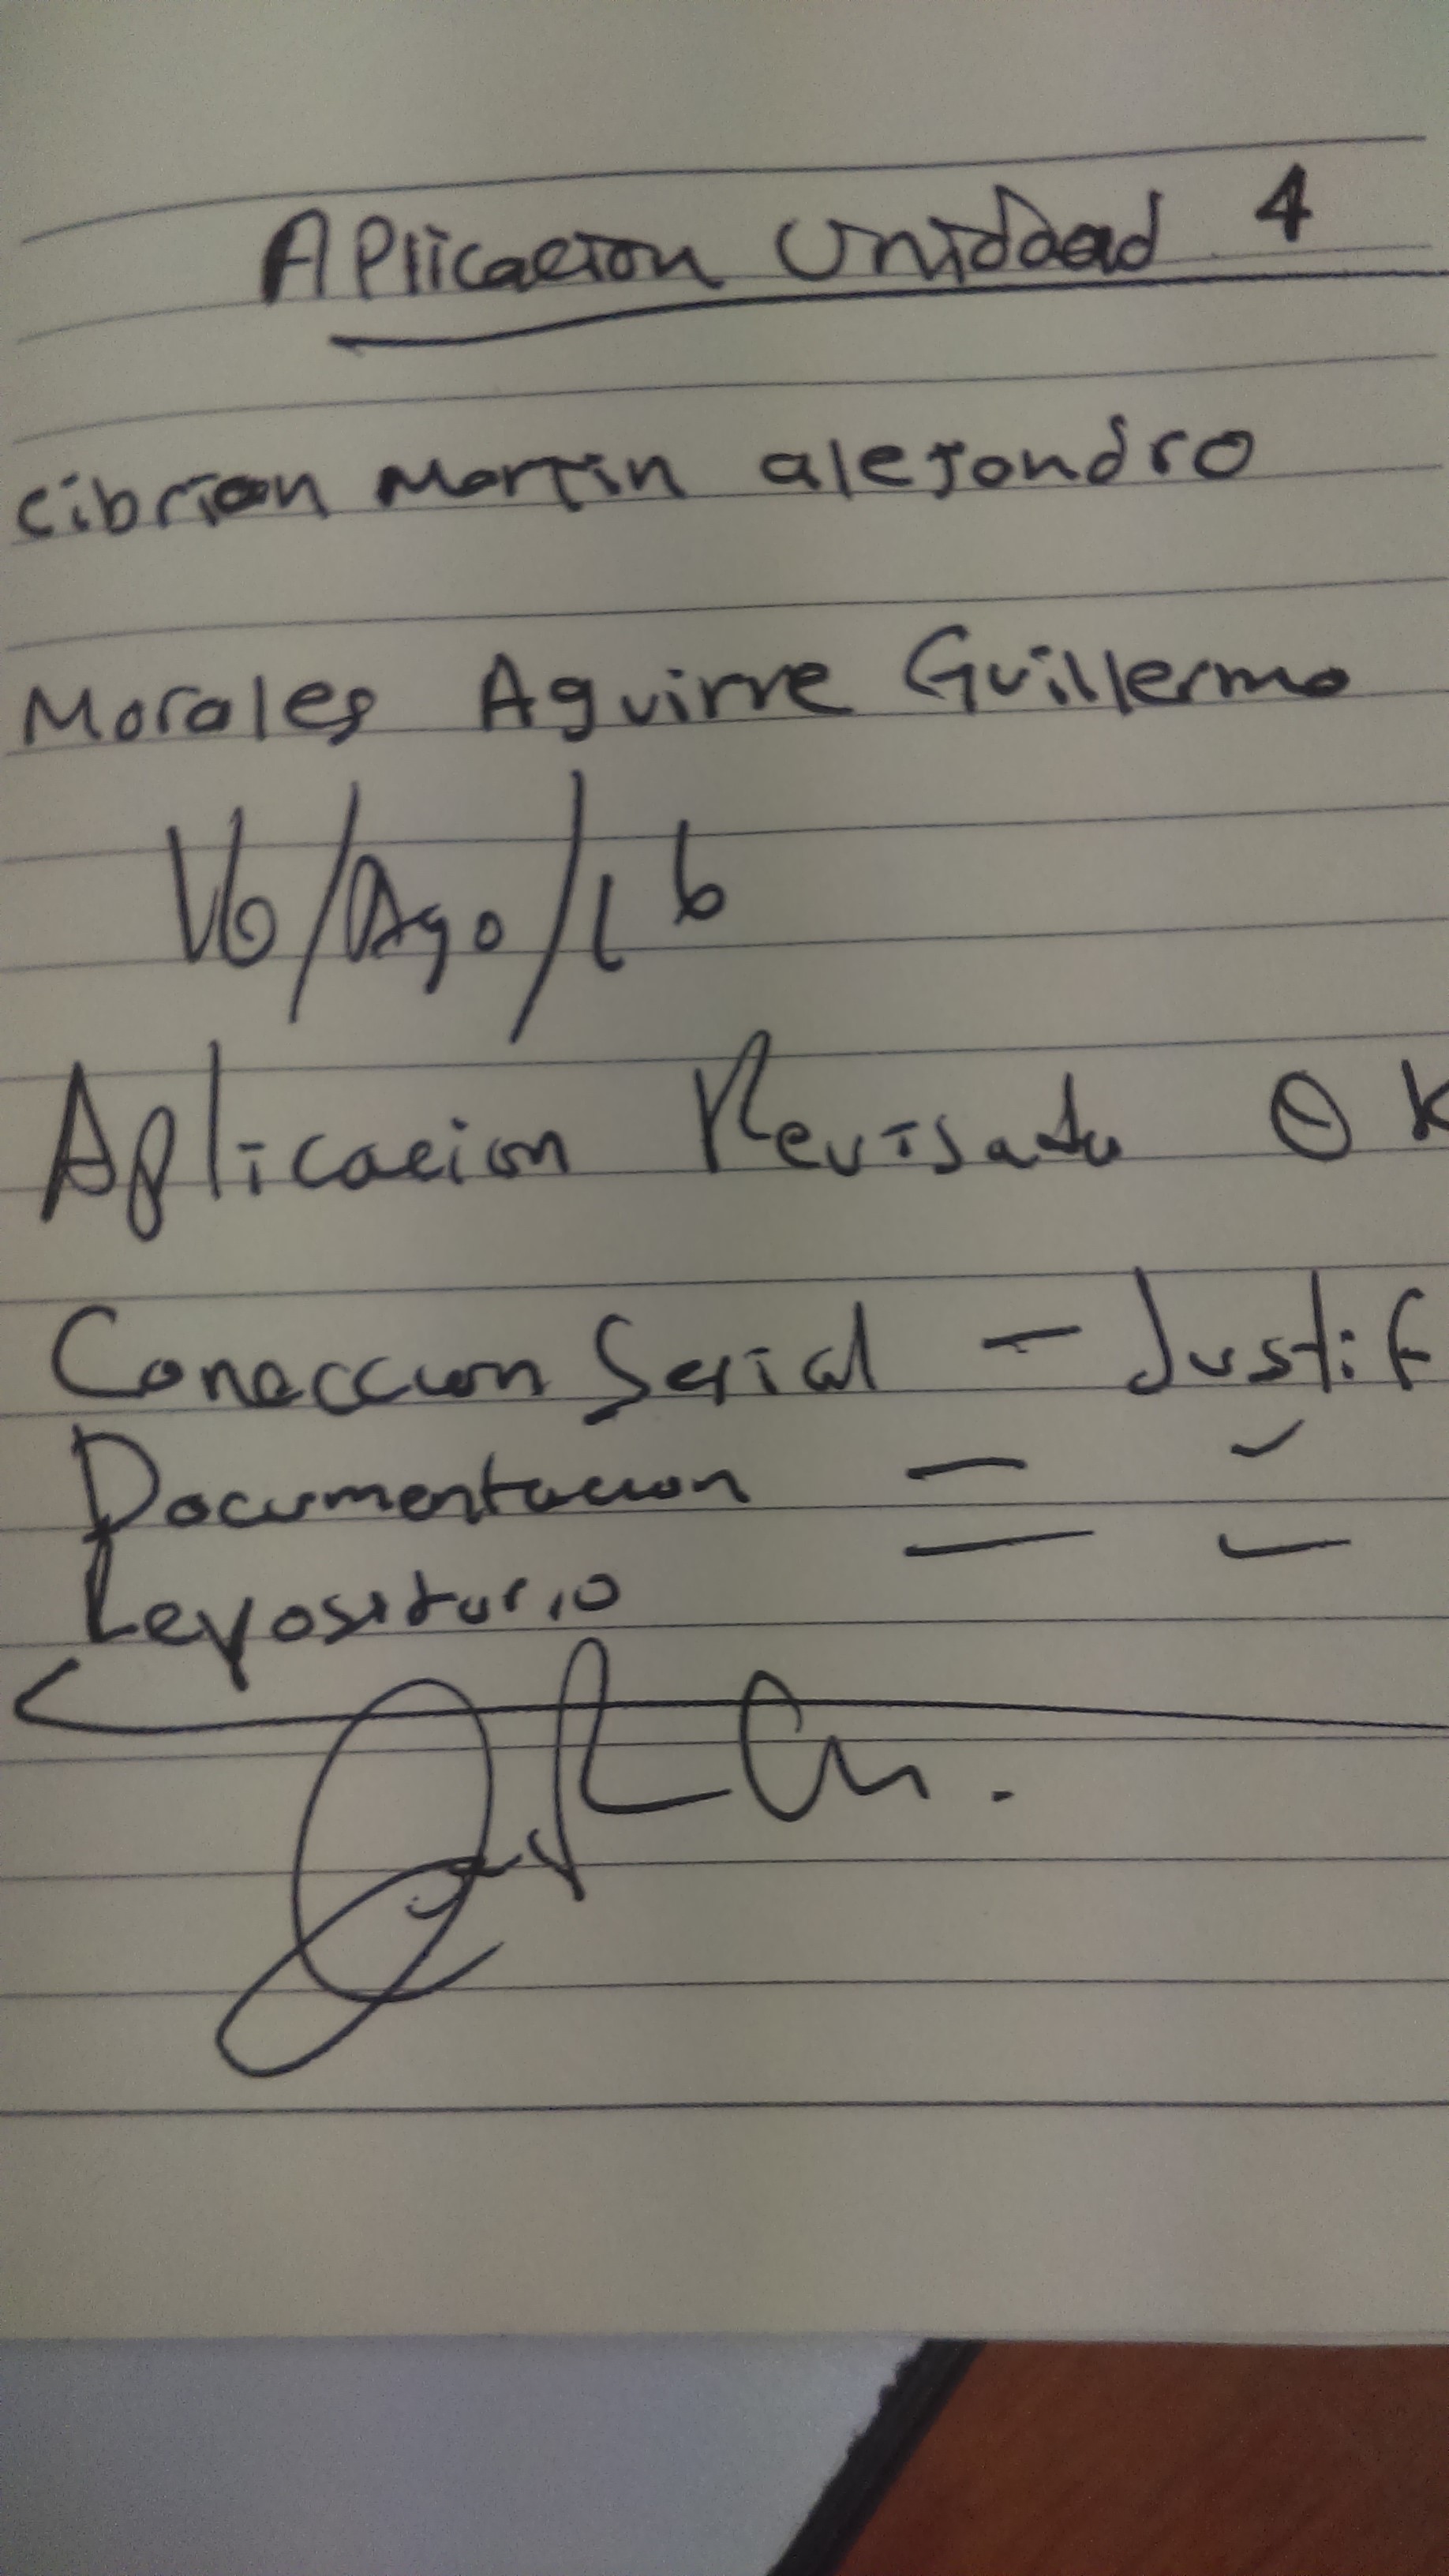 Aplicacion Unidad 4
Cibrian Martin alejandro
Morales Aguirre Guillermo
16/Ago/16
Aplicacion Revisada OK
Coneccion Serial - Justif
Documentacion - ✓
Repositorio - ✓